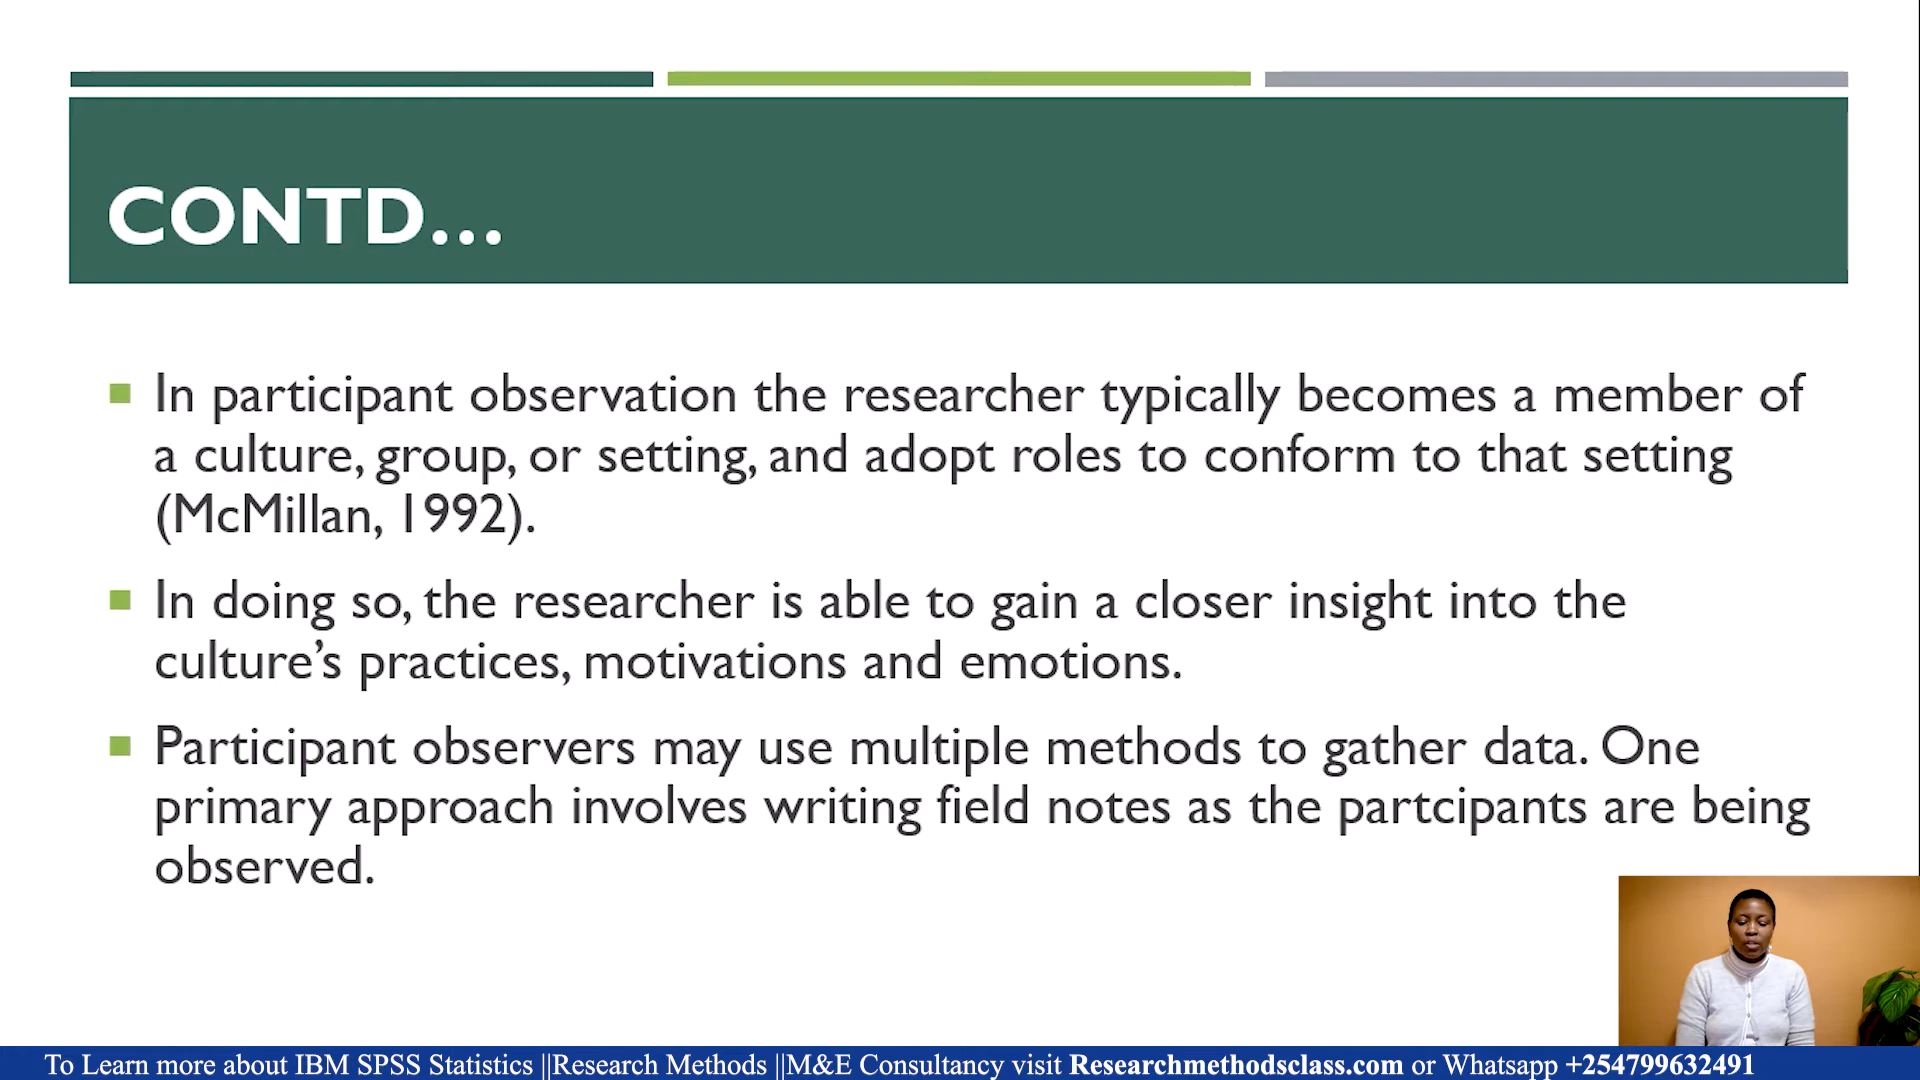 CONTD...
In participant observation the researcher typically becomes a member of
a culture, group, or setting, and adopt roles to conform to that setting
(McMillan, 1992).
In doing so, the researcher is able to gain a closer insight into the
culture’s practices, motivations and emotions.
Participant observers may use multiple methods to gather data. One
primary approach involves writing field notes as the partcipants are being
observed.
To Learn more about IBM SPSS Statistics ||Research Methods ||M&E Consultancy visit Researchmethodsclass.com or Whatsapp +254799632491